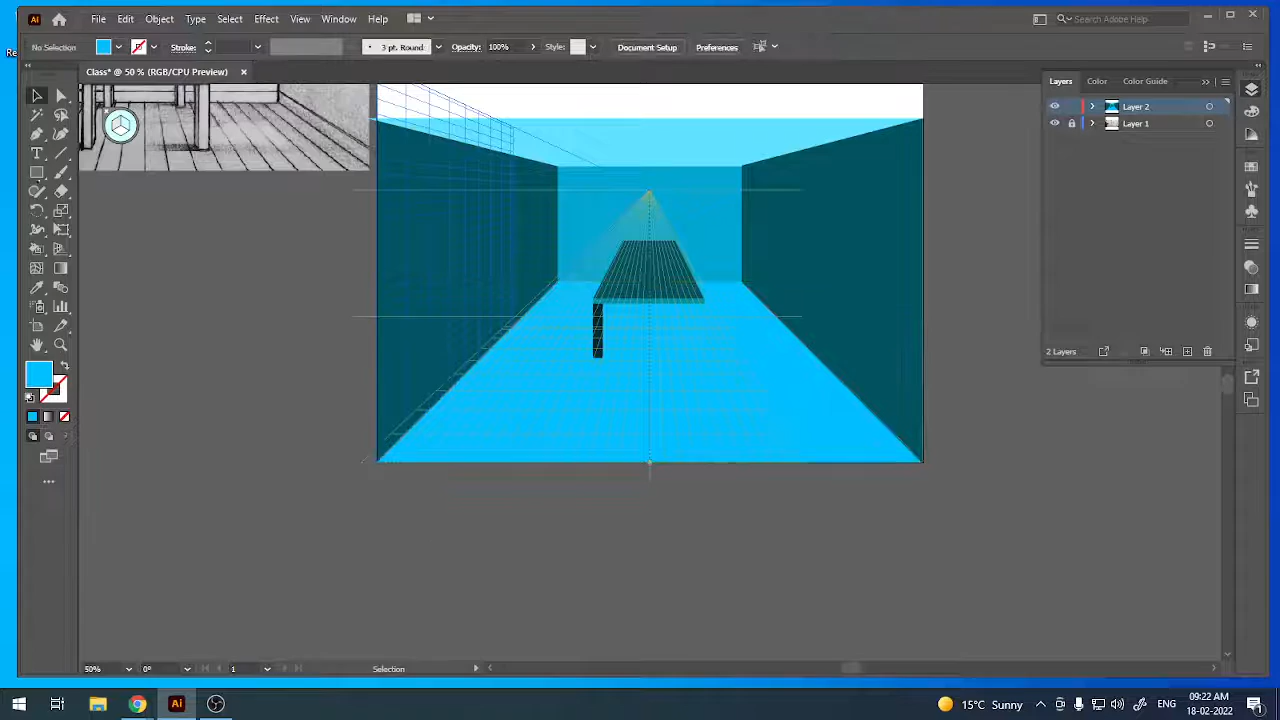 Re
Ai File Edit Object Type Select Effect View Window Help Search Adobe Help
No Selection Stroke: 3 pt. Round Opacity: 100% Style: Document Setup Preferences
Class* @ 50 % (RGB/CPU Preview)
Layers Color Color Guide
Layer 2
Layer 1
2 Layers
50% 0° 1 Selection
Ai 15°C Sunny ENG 09:22 AM
18-02-2022